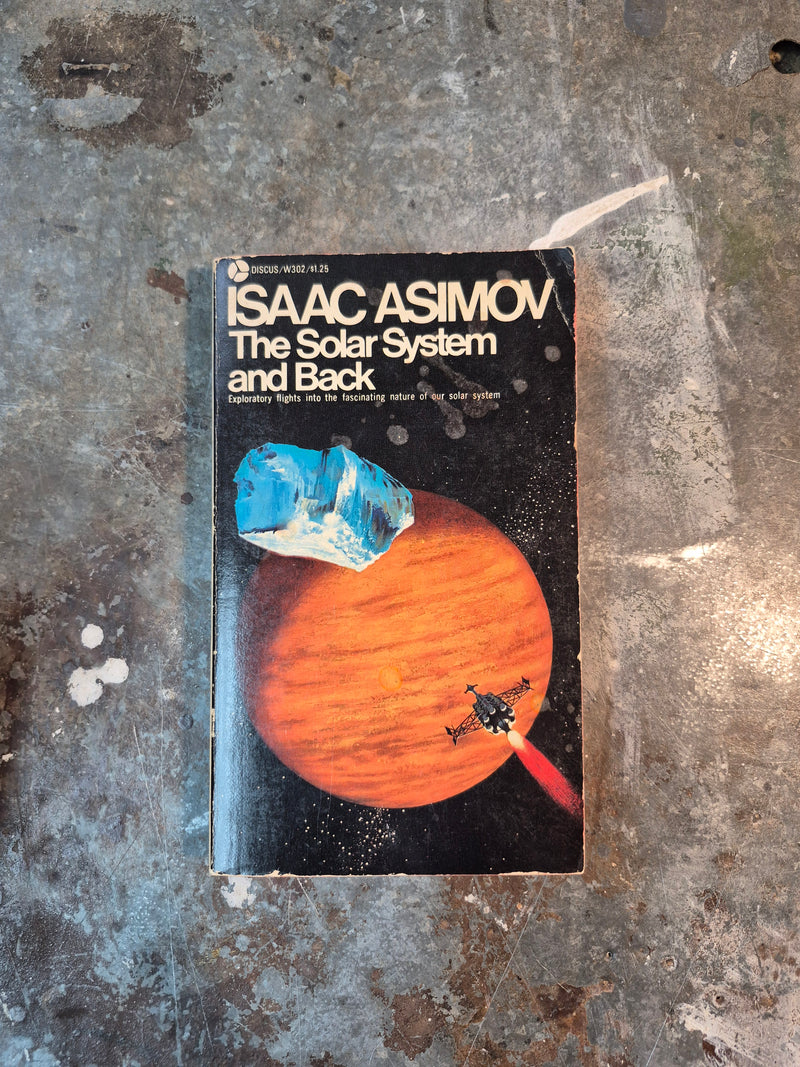 DISCUS/W302/$1.25
ISAAC ASIMOV
The Solar System
and Back
Exploratory flights into the fascinating nature of our solar system